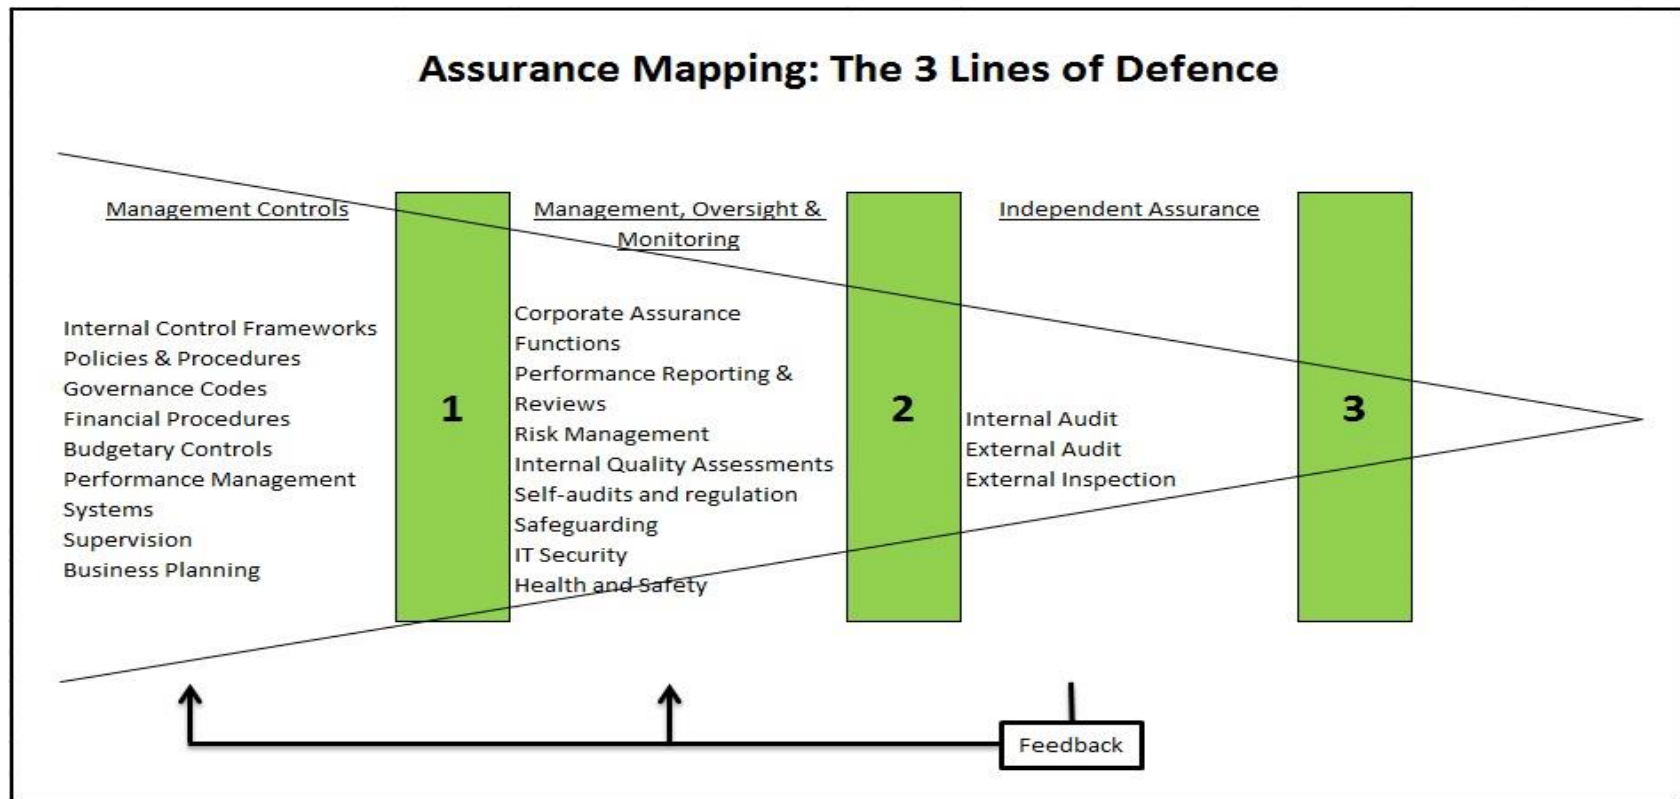 Assurance Mapping: The 3 Lines of Defence
Management Controls
Internal Control Frameworks
Policies & Procedures
Governance Codes
Financial Procedures
Budgetary Controls
Performance Management
Systems
Supervision
Business Planning
1
Management, Oversight &
Monitoring
Corporate Assurance
Functions
Performance Reporting &
Reviews
Risk Management
Internal Quality Assessments
Self-audits and regulation
Safeguarding
IT Security
Health and Safety
2
Independent Assurance
Internal Audit
External Audit
External Inspection
3
Feedback